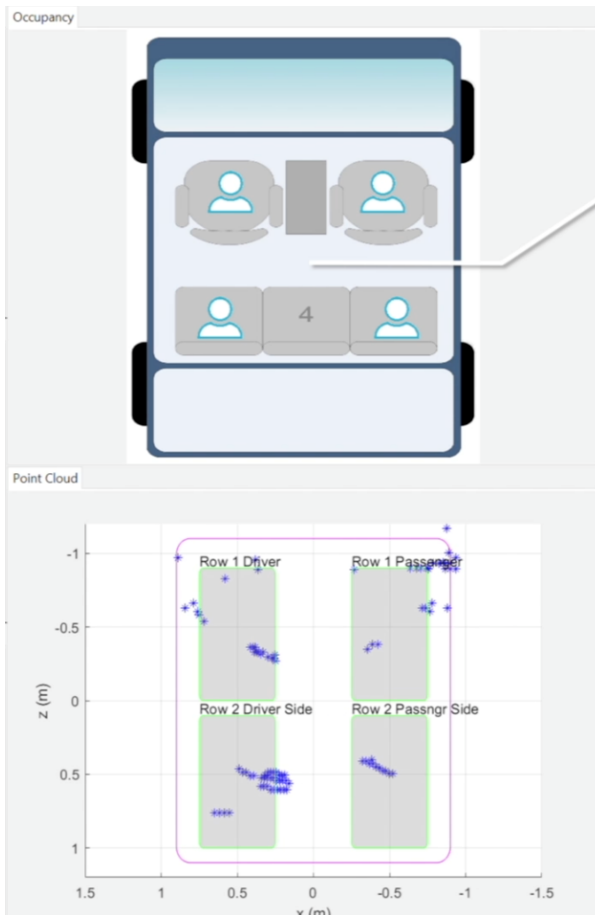 Occupancy
4
Point Cloud
-1
Row 1 Driver
Row 1 Passenger
-0.5
0
Row 2 Driver Side
Row 2 Passngr Side
z (m)
0.5
1
1.5
1
0.5
0
-0.5
-1
-1.5
x (m)